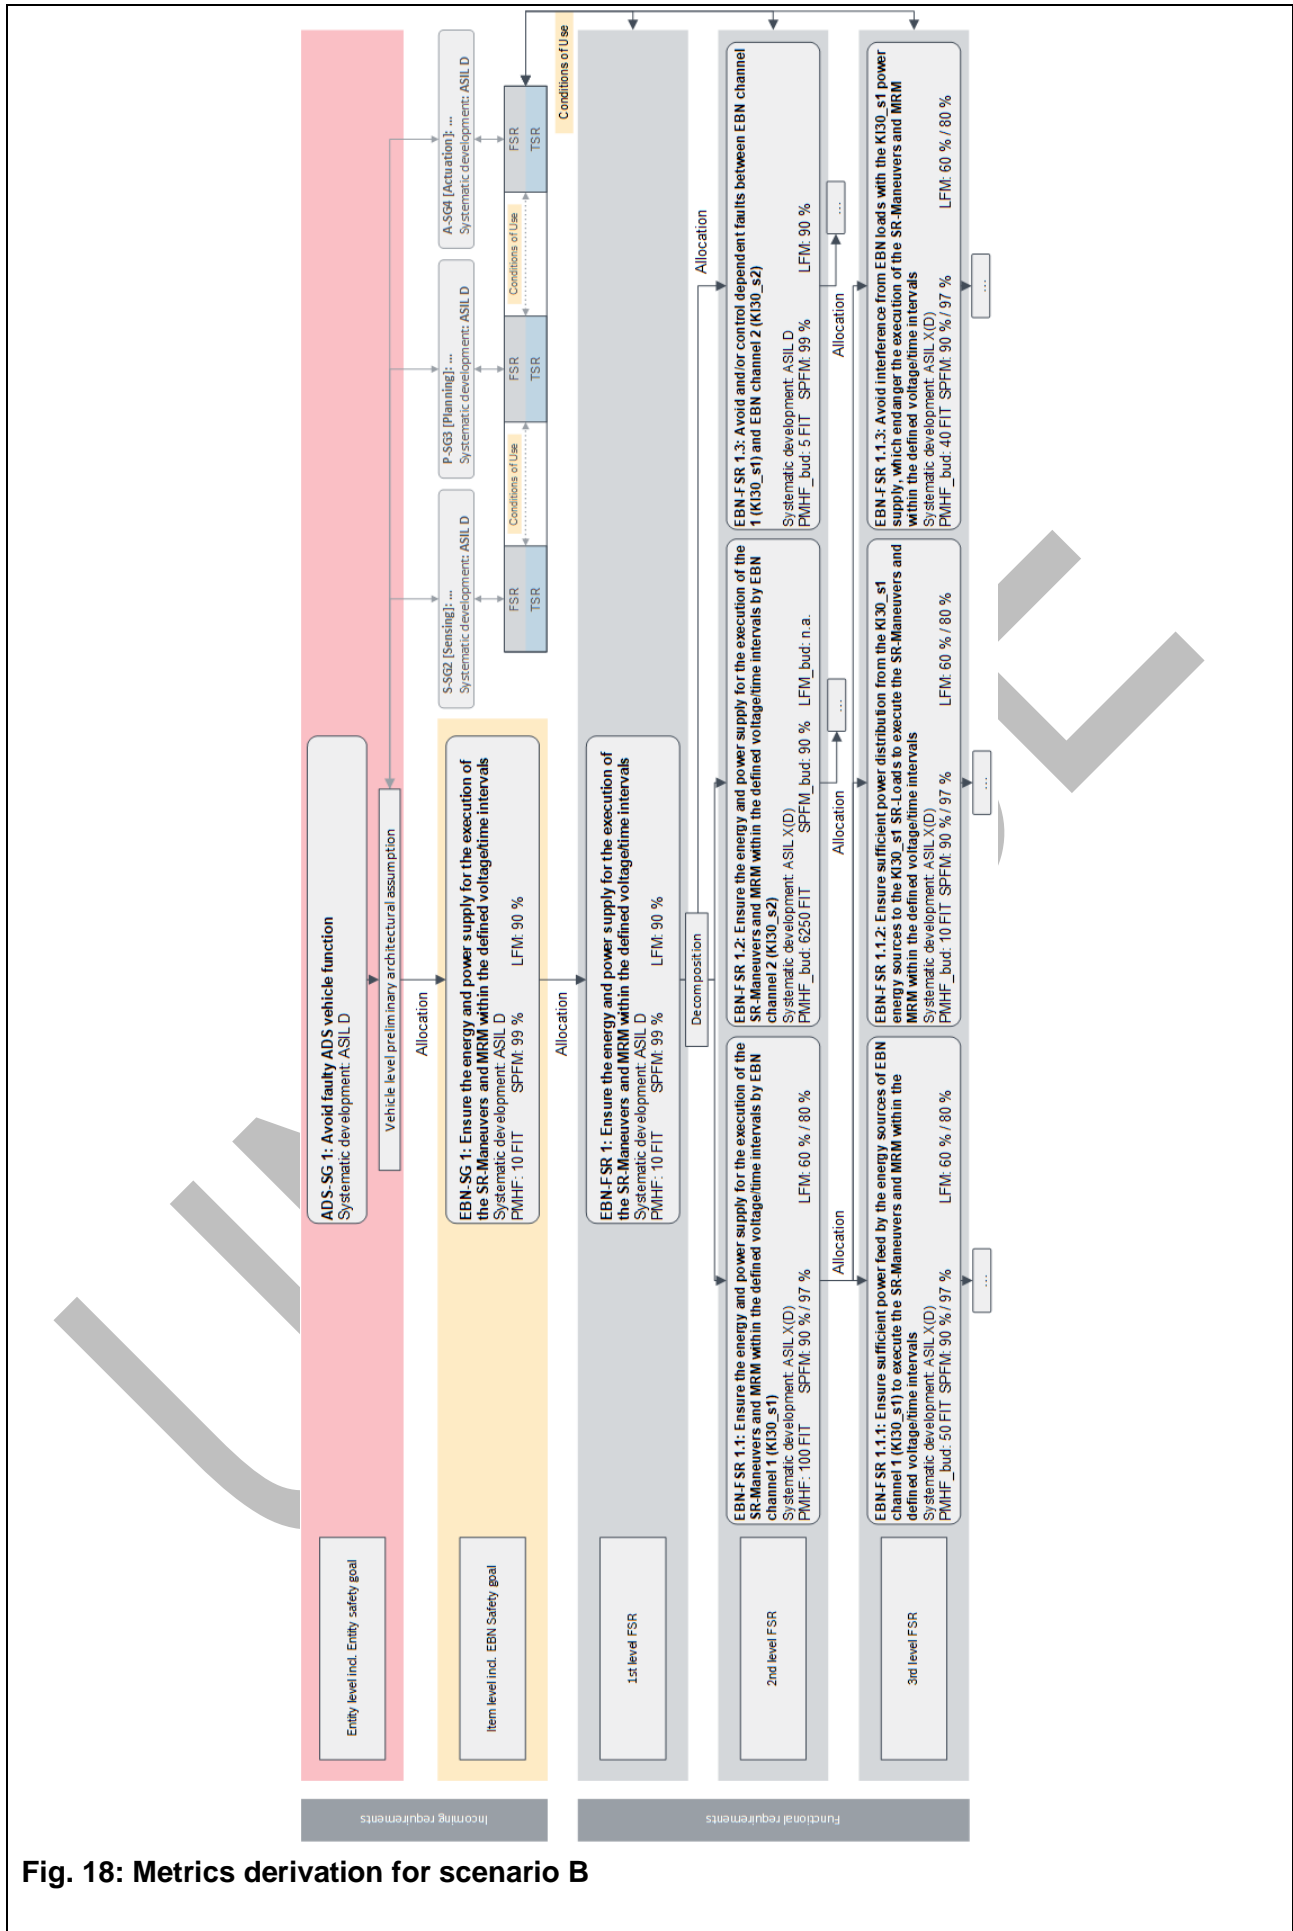 Incoming requirements
Functional requirements
Entity level incl. Entity safety goal
ADS-SG 1: Avoid faulty ADS vehicle function
Systematic development: ASIL D
Vehicle level preliminary architectural assumption
Allocation
Item level incl. EBN Safety goal
EBN-SG 1: Ensure the energy and power supply for the execution of
the SR-Maneuvers and MRM within the defined voltage/time intervals
Systematic development: ASIL D
PMHF: 10 FIT SPFM: 99 % LFM: 90 %
S-SG2 [Sensing]: ...
Systematic development: ASIL D
P-SG3 [Planning]: ...
Systematic development: ASIL D
A-SG4 [Actuation]: ...
Systematic development: ASIL D
FSR
TSR
Conditions of Use
FSR
TSR
Conditions of Use
FSR
TSR
Conditions of Use
Allocation
1st level FSR
EBN-FSR 1: Ensure the energy and power supply for the execution of
the SR-Maneuvers and MRM within the defined voltage/time intervals
Systematic development: ASIL D
PMHF: 10 FIT SPFM: 99 % LFM: 90 %
Decomposition
Allocation
2nd level FSR
EBN-FSR 1.1: Ensure the energy and power supply for the execution of the
SR-Maneuvers and MRM within the defined voltage/time intervals by EBN
channel 1 (Kl30_s1)
Systematic development: ASIL X(D)
PMHF: 100 FIT SPFM: 90 % / 97 % LFM: 60 % / 80 %
EBN-FSR 1.2: Ensure the energy and power supply for the execution of the
SR-Maneuvers and MRM within the defined voltage/time intervals by EBN
channel 2 (Kl30_s2)
Systematic development: ASIL X(D)
PMHF_bud: 6250 FIT SPFM_bud: 90 % LFM_bud: n.a.
EBN-FSR 1.3: Avoid and/or control dependent faults between EBN channel
1 (Kl30_s1) and EBN channel 2 (Kl30_s2)
Systematic development: ASIL D
PMHF_bud: 5 FIT SPFM: 99 % LFM: 90 %
Allocation
Allocation
...
Allocation
...
3rd level FSR
EBN-FSR 1.1.1: Ensure sufficient power feed by the energy sources of EBN
channel 1 (Kl30_s1) to execute the SR-Maneuvers and MRM within the
defined voltage/time intervals
Systematic development: ASIL X(D)
PMHF_bud: 50 FIT SPFM: 90 % / 97 % LFM: 60 % / 80 %
EBN-FSR 1.1.2: Ensure sufficient power distribution from the Kl30_s1
energy sources to the Kl30_s1 SR-Loads to execute the SR-Maneuvers and
MRM within the defined voltage/time intervals
Systematic development: ASIL X(D)
PMHF_bud: 10 FIT SPFM: 90 % / 97 % LFM: 60 % / 80 %
EBN-FSR 1.1.3: Avoid interference from EBN loads with the Kl30_s1 power
supply, which endanger the execution of the SR-Maneuvers and MRM
within the defined voltage/time intervals
Systematic development: ASIL X(D)
PMHF_bud: 40 FIT SPFM: 90 % / 97 % LFM: 60 % / 80 %
...
...
...
Fig. 18: Metrics derivation for scenario B